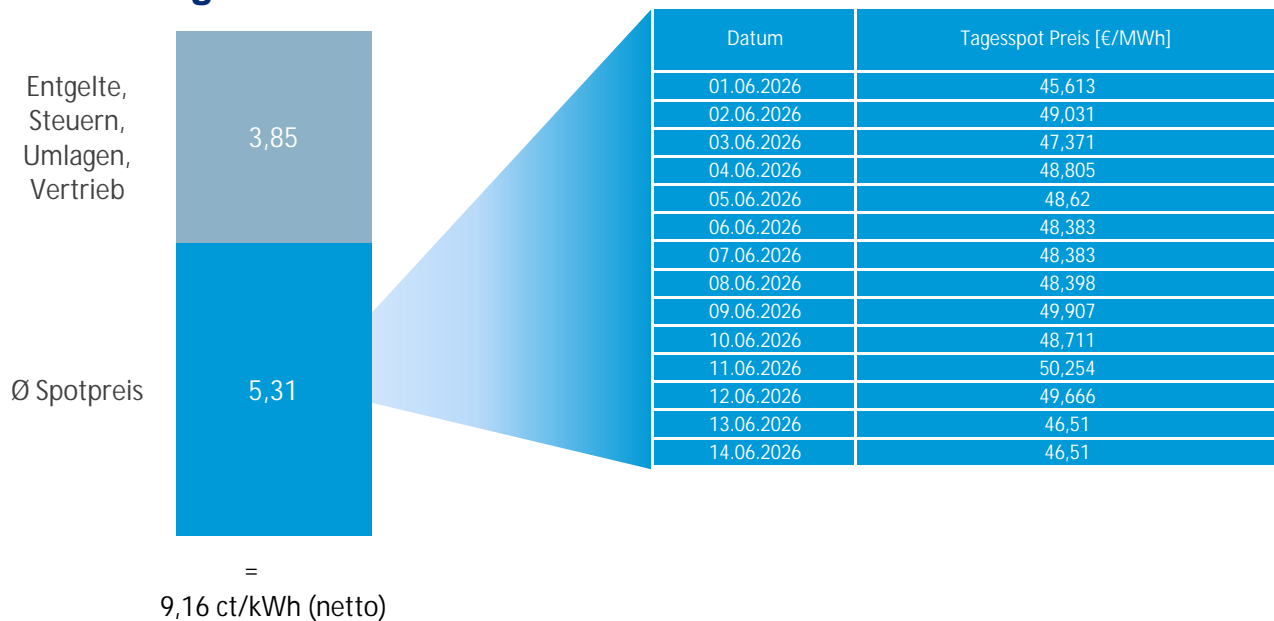 Entgelte,
Steuern,
Umlagen,
Vertrieb
3,85
Ø Spotpreis
5,31
=
9,16 ct/kWh (netto)
Datum Tagesspot Preis [€/MWh]
01.06.2026 45,613
02.06.2026 49,031
03.06.2026 47,371
04.06.2026 48,805
05.06.2026 48,62
06.06.2026 48,383
07.06.2026 48,383
08.06.2026 48,398
09.06.2026 49,907
10.06.2026 48,711
11.06.2026 50,254
12.06.2026 49,666
13.06.2026 46,51
14.06.2026 46,51